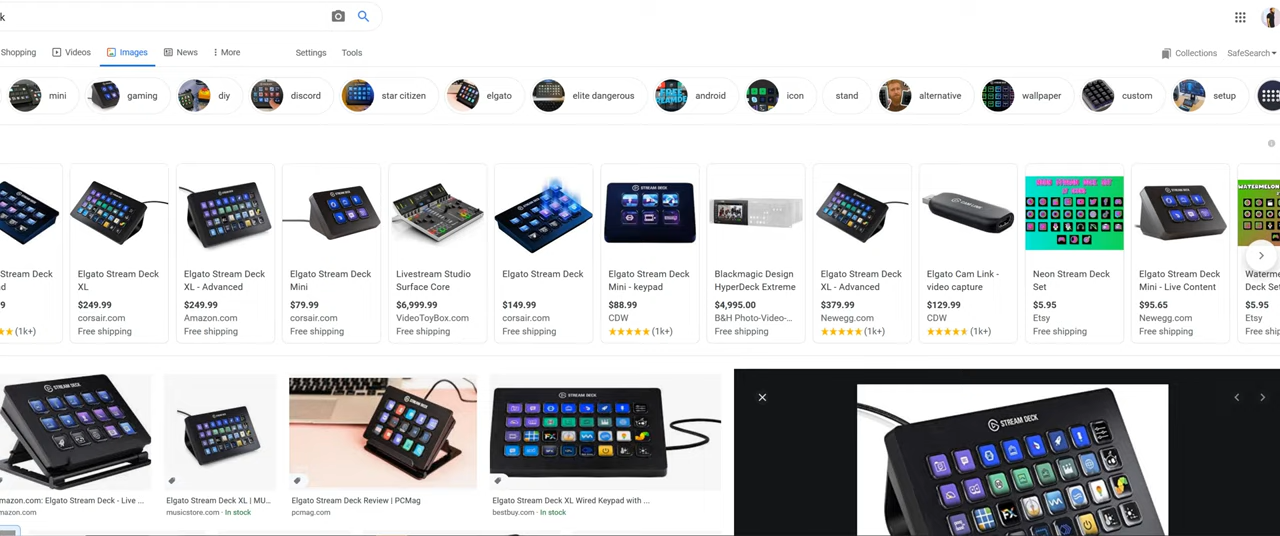 k
Shopping Videos Images News More Settings Tools Collections SafeSearch
mini gaming diy discord star citizen elgato elite dangerous android icon stand alternative wallpaper custom setup
Stream Deck
9
(1k+)
Elgato Stream Deck
XL
$249.99
corsair.com
Free shipping
Elgato Stream Deck
XL - Advanced
$249.99
Amazon.com
Free shipping
Elgato Stream Deck
Mini
$79.99
corsair.com
Free shipping
Livestream Studio
Surface Core
$6,999.99
VideoToyBox.com
Free shipping
Elgato Stream Deck
$149.99
corsair.com
Free shipping
STREAM DECK
Elgato Stream Deck
Mini - keypad
$88.99
CDW
(1k+)
Blackmagic Design
HyperDeck Extreme
$4,995.00
B&H Photo-Video-...
Free shipping
Elgato Stream Deck
XL - Advanced
$379.99
Newegg.com
(1k+)
Elgato Cam Link -
video capture
$129.99
CDW
(1k+)
Neon Stream Deck
Set
$5.95
Etsy
Free shipping
Elgato Stream Deck
Mini - Live Content
$95.65
Newegg.com
Free shipping
WATERMELON
Deck Set
$5.95
Etsy
Free shipping
STREAM DECK
mazon.com: Elgato Stream Deck - Live ...
mazon.com
Elgato Stream Deck XL | MU...
musicstore.com · In stock
Elgato Stream Deck Review | PCMag
pcmag.com
STREAM DECK
Elgato Stream Deck XL Wired Keypad with ...
bestbuy.com · In stock
STREAM DECK